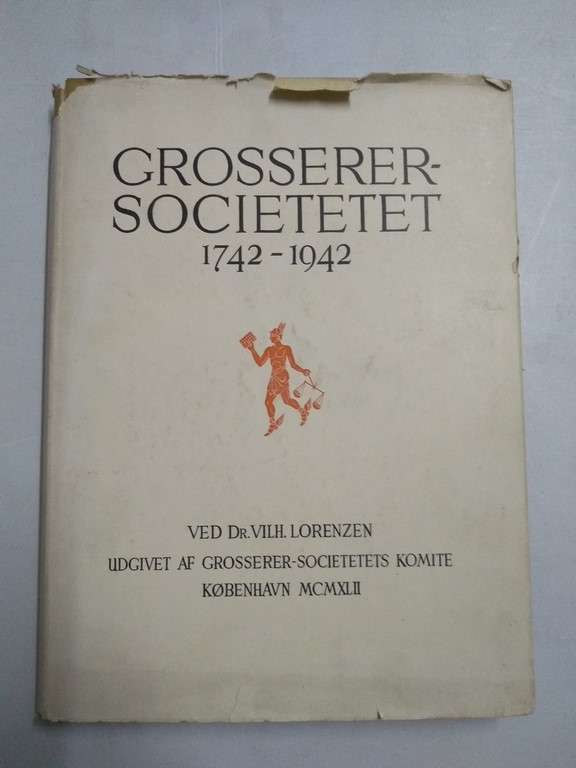 GROSSERER-
SOCIETETET
1742-1942
VED DR. VILH. LORENZEN
UDGIVET AF GROSSERER-SOCIETETETS KOMITE
KØBENHAVN MCMXLII